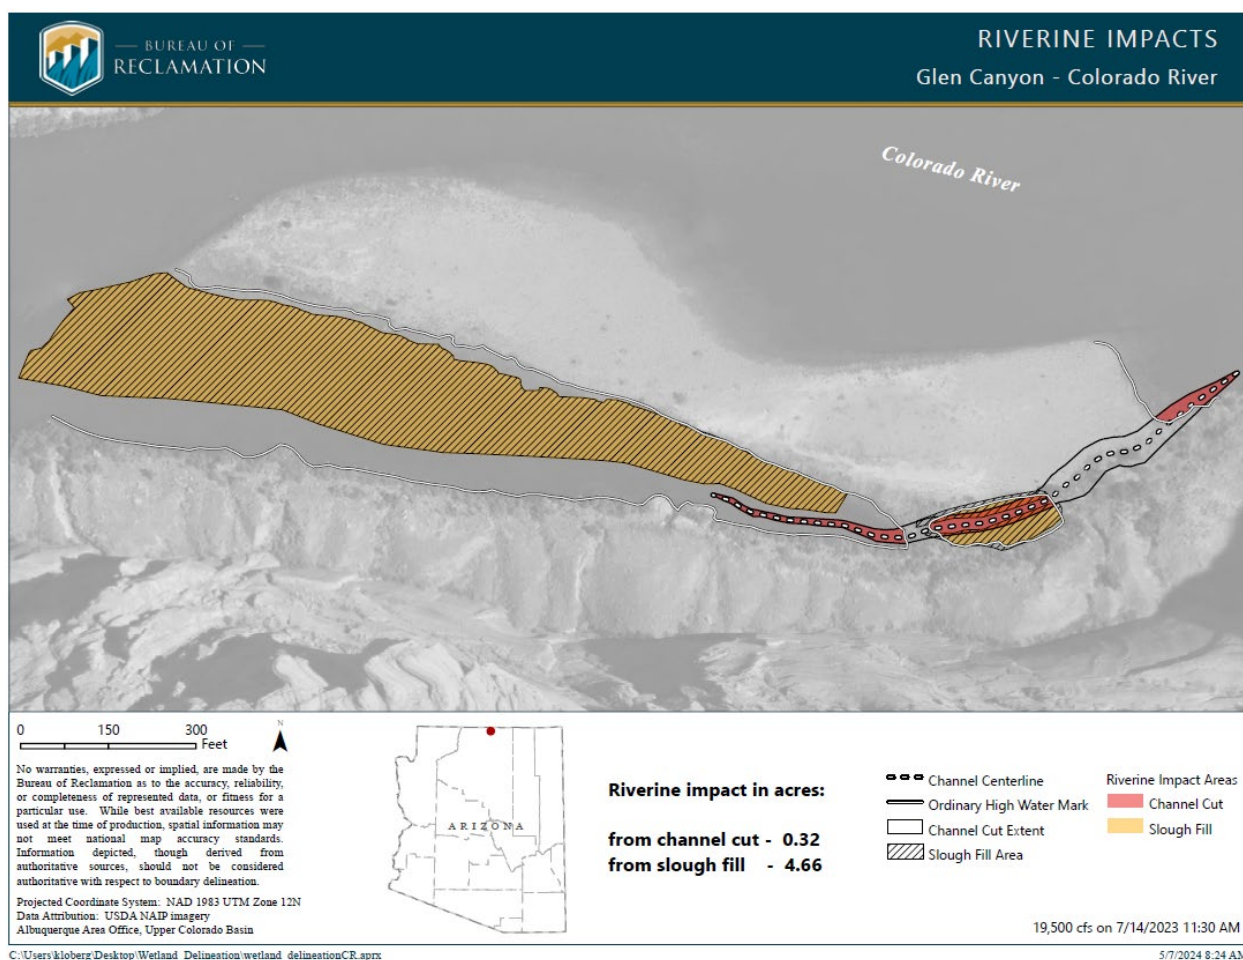 BUREAU OF
RECLAMATION
RIVERINE IMPACTS
Glen Canyon - Colorado River
Colorado River
0 150 300
Feet
N
No warranties, expressed or implied, are made by the
Bureau of Reclamation as to the accuracy, reliability,
or completeness of represented data, or fitness for a
particular use. While best available resources were
used at the time of production, spatial information may
not meet national map accuracy standards.
Information depicted, though derived from
authoritative sources, should not be considered
authoritative with respect to boundary delineation.
Projected Coordinate System: NAD 1983 UTM Zone 12N
Data Attribution: USDA NAIP imagery
Albuquerque Area Office, Upper Colorado Basin
ARIZONA
Riverine impact in acres:
from channel cut - 0.32
from slough fill - 4.66
Channel Centerline
Ordinary High Water Mark
Channel Cut Extent
Slough Fill Area
Riverine Impact Areas
Channel Cut
Slough Fill
19,500 cfs on 7/14/2023 11:30 AM
C:\Users\kloberg\Desktop\Wetland_Delineation\wetland_delineationCR.aprx
5/7/2024 8:24 AM